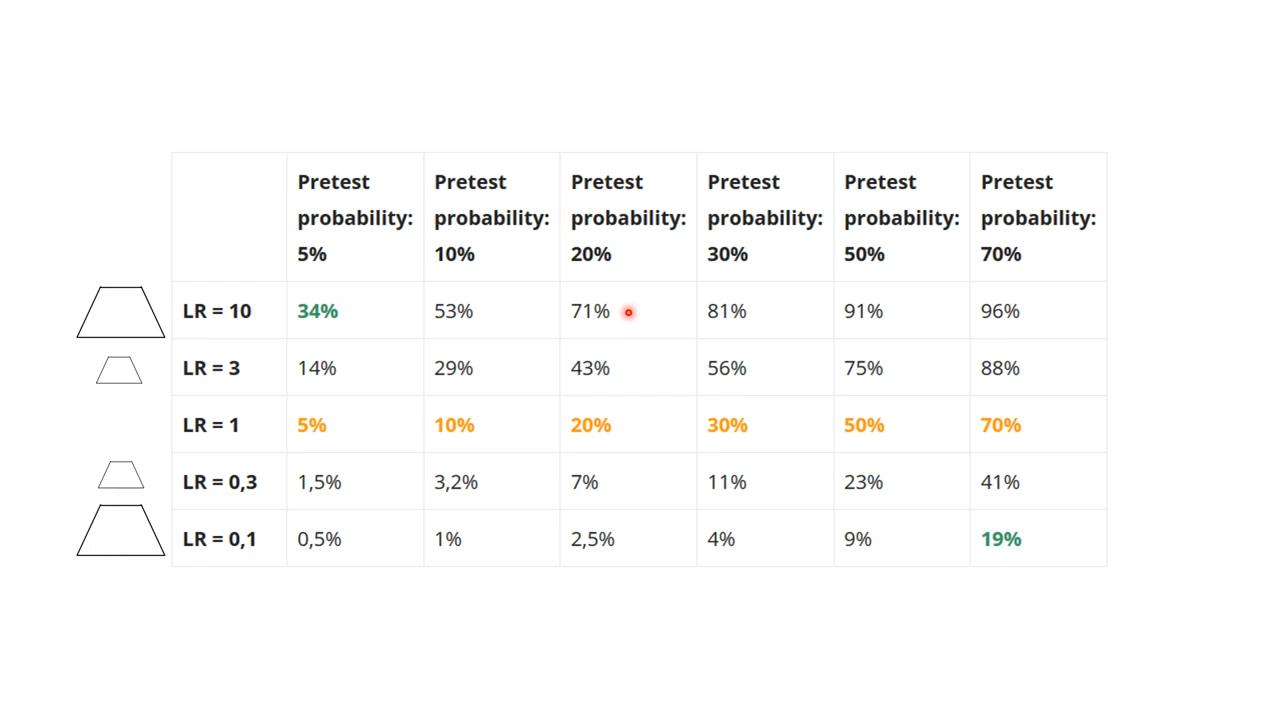 Pretest probability: 5%
Pretest probability: 10%
Pretest probability: 20%
Pretest probability: 30%
Pretest probability: 50%
Pretest probability: 70%
LR = 10 34% 53% 71% 81% 91% 96%
LR = 3 14% 29% 43% 56% 75% 88%
LR = 1 5% 10% 20% 30% 50% 70%
LR = 0,3 1,5% 3,2% 7% 11% 23% 41%
LR = 0,1 0,5% 1% 2,5% 4% 9% 19%